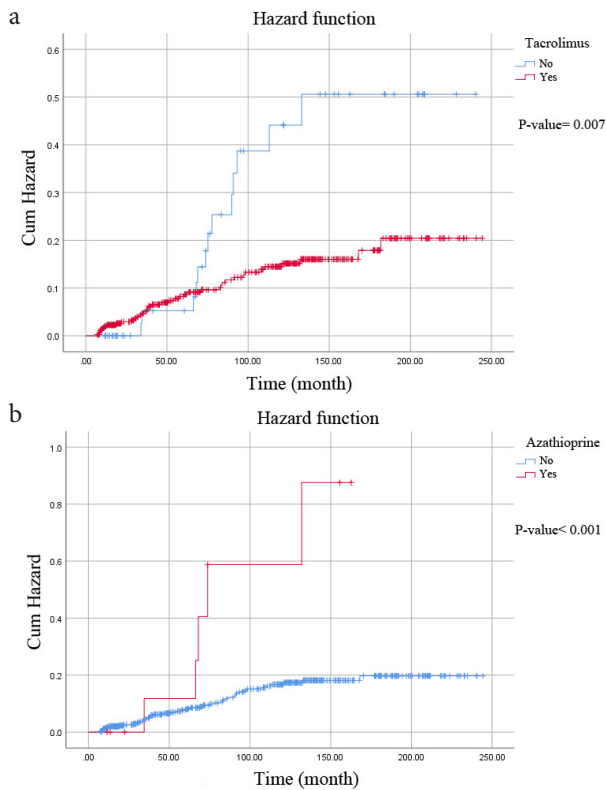 a
Hazard function
Tacrolimus
No
Yes
P-value= 0.007
0.6
0.5
0.4
0.3
0.2
0.1
0.0
Cum Hazard
.00 50.00 100.00 150.00 200.00 250.00
Time (month)
b
Hazard function
Azathioprine
No
Yes
P-value< 0.001
1.0
0.8
0.6
0.4
0.2
0.0
Cum Hazard
.00 50.00 100.00 150.00 200.00 250.00
Time (month)